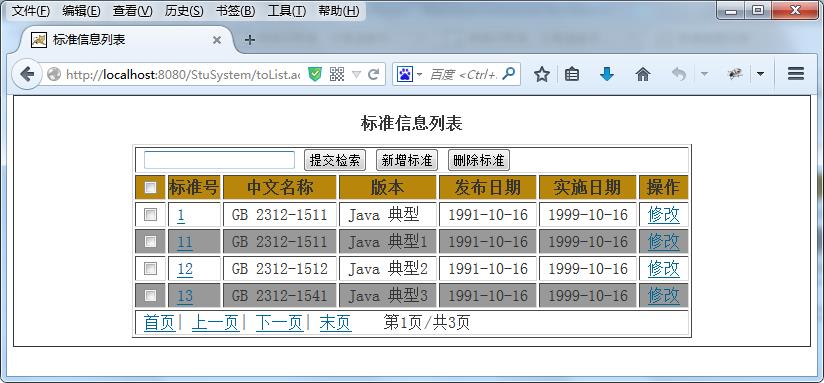 文件(F) 编辑(E) 查看(V) 历史(S) 书签(B) 工具(T) 帮助(H)
标准信息列表
http://localhost:8080/StuSystem/toList.ac
百度 <Ctrl+.
标准信息列表
提交检索 新增标准 删除标准
标准号 中文名称 版本 发布日期 实施日期 操作
1 GB 2312-1511 Java 典型 1991-10-16 1999-10-16 修改
11 GB 2312-1511 Java 典型1 1991-10-16 1999-10-16 修改
12 GB 2312-1512 Java 典型2 1991-10-16 1999-10-16 修改
13 GB 2312-1541 Java 典型3 1991-10-16 1999-10-16 修改
首页| 上一页| 下一页| 末页 第1页/共3页